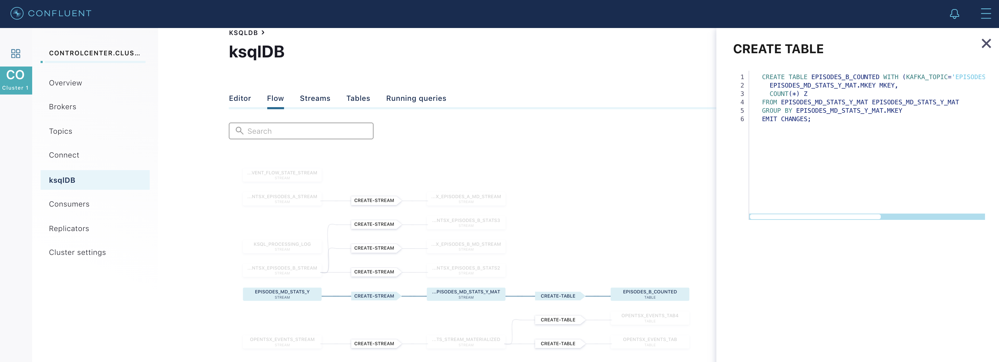 CONFLUENT
CO
Cluster 1
CONTROLCENTER.CLUS...
Overview
Brokers
Topics
Connect
ksqlDB
Consumers
Replicators
Cluster settings
KSQLDB >
ksqlDB
Editor Flow Streams Tables Running queries
Search
...VENT_FLOW_STATE_STREAM
STREAM
...NTSX_EPISODES_A_STREAM CREATE-STREAM ...X_EPISODES_A_MD_STREAM
STREAM STREAM
CREATE-STREAM ...NTSX_EPISODES_B_STATS3
STREAM
KSQL_PROCESSING_LOG CREATE-STREAM ...X_EPISODES_B_MD_STREAM
STREAM STREAM
...NTSX_EPISODES_B_STREAM CREATE-STREAM ...NTSX_EPISODES_B_STATS2
STREAM STREAM
EPISODES_MD_STATS_Y CREATE-STREAM ...PISODES_MD_STATS_Y_MAT CREATE-TABLE EPISODES_B_COUNTED
STREAM STREAM TABLE
CREATE-TABLE OPENTSX_EVENTS_TAB4
TABLE
OPENTSX_EVENTS_STREAM CREATE-STREAM ...TS_STREAM_MATERIALIZED CREATE-TABLE OPENTSX_EVENTS_TAB
STREAM STREAM TABLE
CREATE TABLE
1 CREATE TABLE EPISODES_B_COUNTED WITH (KAFKA_TOPIC='EPISODES
2 EPISODES_MD_STATS_Y_MAT.MKEY MKEY,
3 COUNT(*) Z
4 FROM EPISODES_MD_STATS_Y_MAT EPISODES_MD_STATS_Y_MAT
5 GROUP BY EPISODES_MD_STATS_Y_MAT.MKEY
6 EMIT CHANGES;